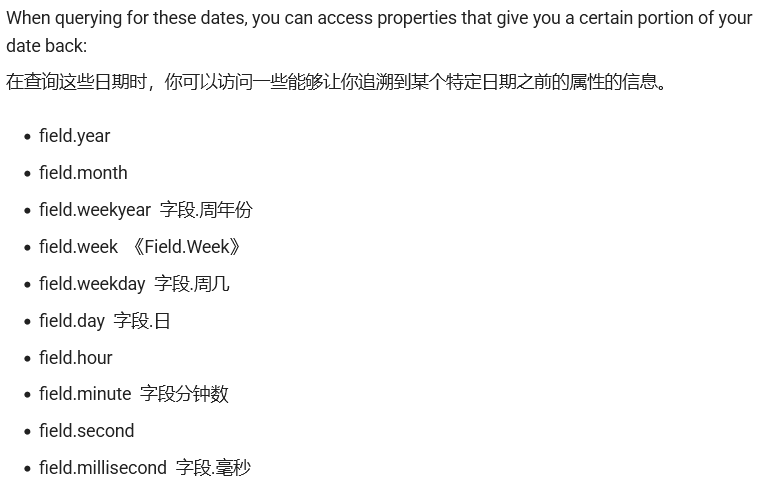 When querying for these dates, you can access properties that give you a certain portion of your
date back:
在查询这些日期时，你可以访问一些能够让你追溯到某个特定日期之前的属性的信息。
• field.year
• field.month
• field.weekyear 字段.周年份
• field.week 《Field.Week》
• field.weekday 字段.周几
• field.day 字段.日
• field.hour
• field.minute 字段分钟数
• field.second
• field.millisecond 字段.毫秒